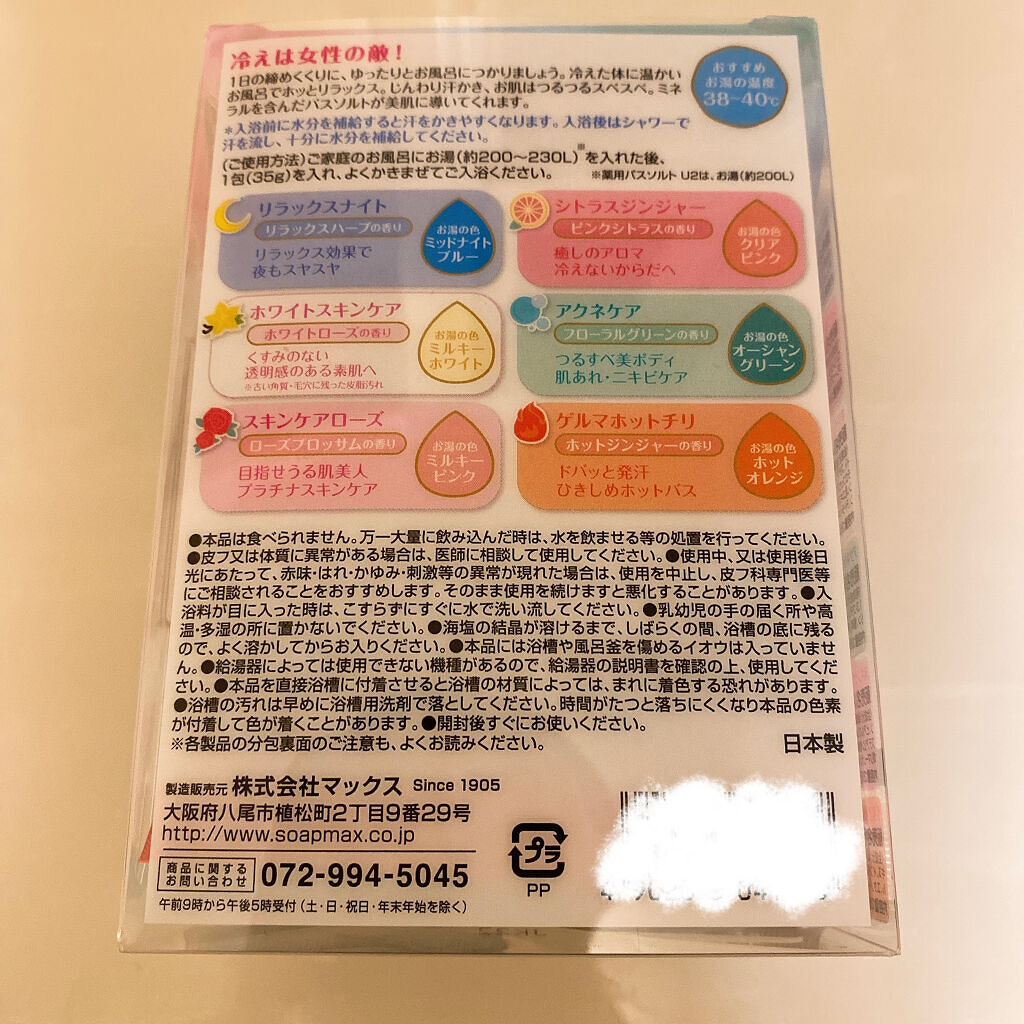 冷えは女性の敵！
1日の締めくくりに、ゆったりとお風呂につかりましょう。冷えた体に温かい
お風呂でホッとリラックス。じんわり汗かき、お肌はつるつるスベスベ。ミネ
ラルを含んだバスソルトが美肌に導いてくれます。
おすすめ
お湯の温度
38〜40℃
＊入浴前に水分を補給すると汗をかきやすくなります。入浴後はシャワーで
汗を流し、十分に水分を補給してください。
（ご使用方法）ご家庭のお風呂にお湯（約200〜230L）※を入れた後、
1包（35g）を入れ、よくかきまぜてご入浴ください。
※薬用バスソルト U2は、お湯（約200L）
リラックスナイト
リラックスハーブの香り
リラックス効果で
夜もスヤスヤ
お湯の色
ミッドナイト
ブルー
シトラスジンジャー
ピンクシトラスの香り
癒しのアロマ
冷えないからだへ
お湯の色
クリア
ピンク
ホワイトスキンケア
ホワイトローズの香り
くすみ※のない
透明感のある素肌へ
※古い角質・毛穴に残った皮脂汚れ
お湯の色
ミルキー
ホワイト
アクネケア
フローラルグリーンの香り
つるすべ美ボディ
肌あれ・ニキビケア
お湯の色
オーシャン
グリーン
スキンケアローズ
ローズブロッサムの香り
目指せうる肌美人
プラチナスキンケア
お湯の色
ミルキー
ピンク
ゲルマホットチリ
ホットジンジャーの香り
ドバッと発汗
ひきしめホットバス
お湯の色
ホット
オレンジ
●本品は食べられません。万一大量に飲み込んだ時は、水を飲ませる等の処置を行ってください。
●皮フ又は体質に異常がある場合は、医師に相談して使用してください。●使用中、又は使用後日
光にあたって、赤味・はれ・かゆみ・刺激等の異常が現れた場合は、使用を中止し、皮フ科専門医等
にご相談されることをおすすめします。そのまま使用を続けますと悪化することがあります。●入
浴料が目に入った時は、こすらずにすぐに水で洗い流してください。●乳幼児の手の届く所や高
温・多湿の所に置かないでください。●海塩の結晶が溶けるまで、しばらくの間、浴槽の底に残る
ので、よく溶かしてからお入りください。●本品には浴槽や風呂釜を傷めるイオウは入っていませ
ん。●給湯器によっては使用できない機種があるので、給湯器の説明書を確認の上、使用してくだ
さい。●本品を直接浴槽に付着させると浴槽の材質によっては、まれに着色する恐れがあります。
●浴槽の汚れは早めに浴槽用洗剤で落としてください。時間がたつと落ちにくくなり本品の色素
が付着して色が着くことがあります。●開封後すぐにお使いください。
※各製品の分包裏面のご注意も、よくお読みください。
日本製
製造販売元 株式会社マックス Since 1905
大阪府八尾市植松町2丁目9番29号
http://www.soapmax.co.jp
商品に関する
お問い合わせ
072-994-5045
午前9時から午後5時受付（土・日・祝日・年末年始を除く）
プラ
PP